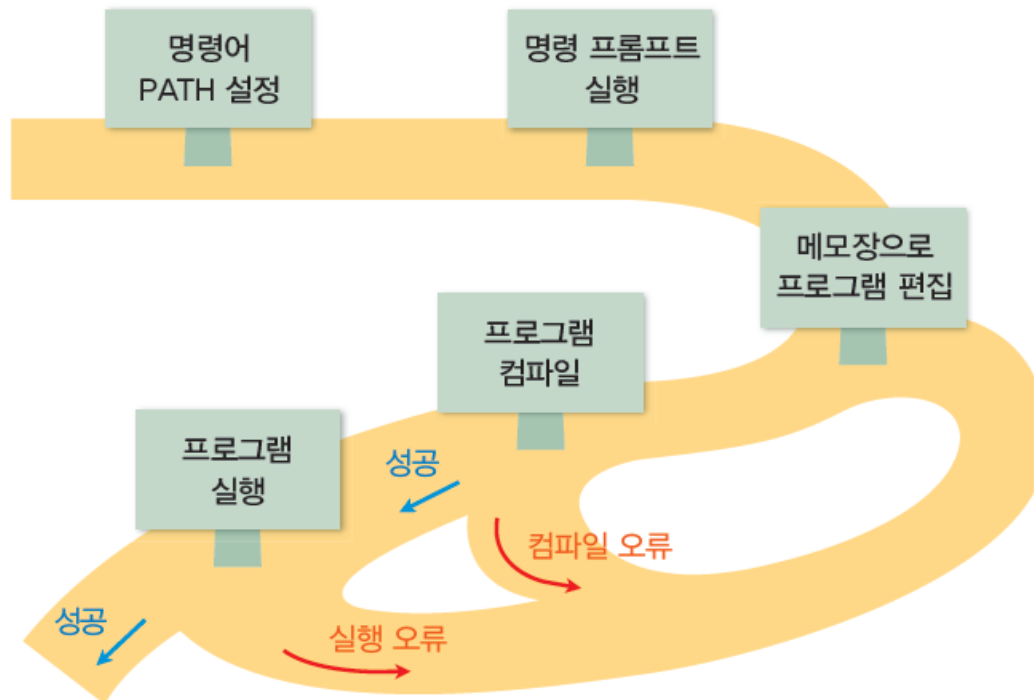 명령어
PATH 설정
명령 프롬프트
실행
메모장으로
프로그램 편집
프로그램
컴파일
성공
컴파일 오류
프로그램
실행
성공
실행 오류